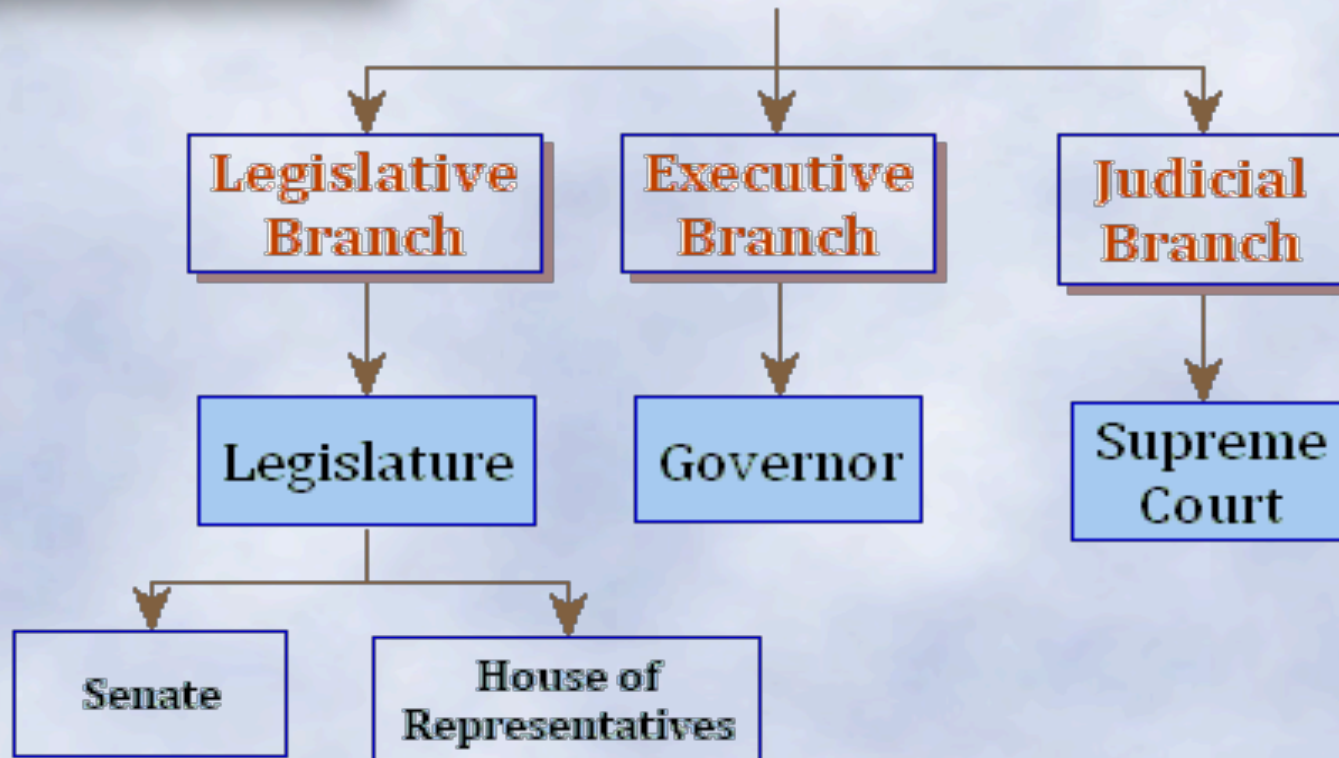 Legislative
Branch
Executive
Branch
Judicial
Branch
Legislature
Governor
Supreme
Court
Senate
House of
Representatives